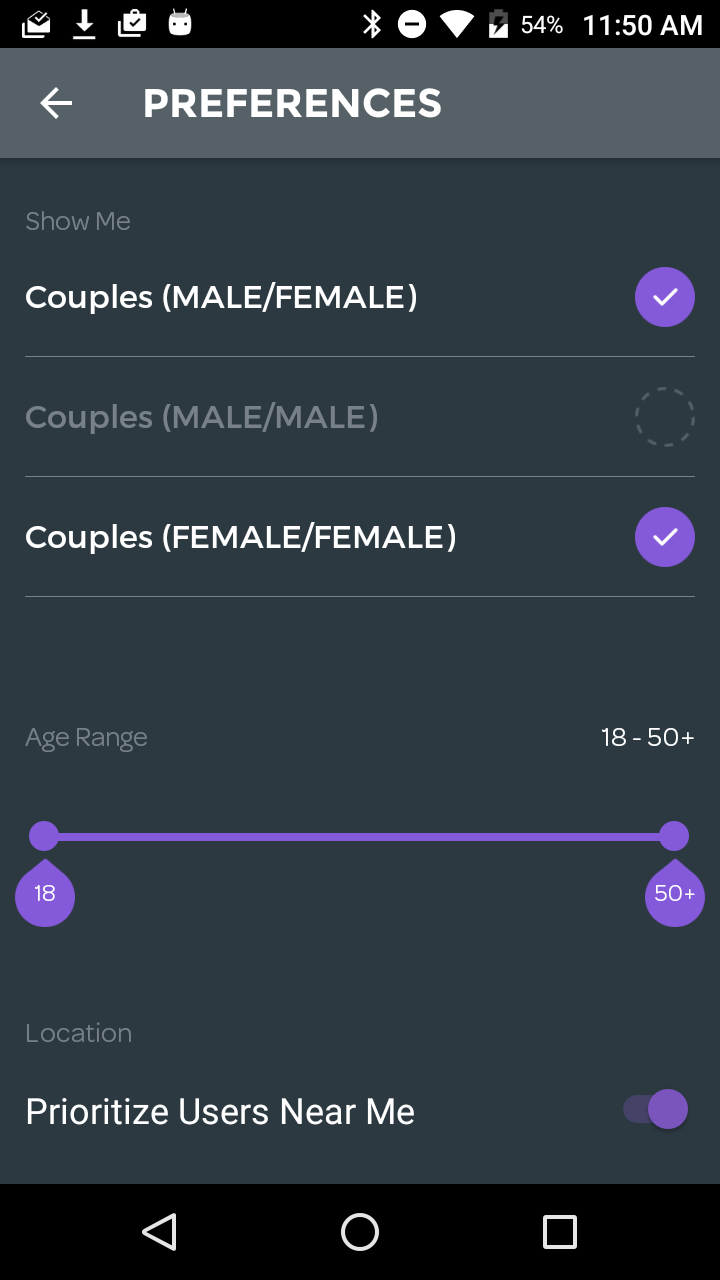 54% 11:50 AM
PREFERENCES
Show Me
Couples (MALE/FEMALE)
Couples (MALE/MALE)
Couples (FEMALE/FEMALE)
Age Range 18 - 50+
18 50+
Location
Prioritize Users Near Me